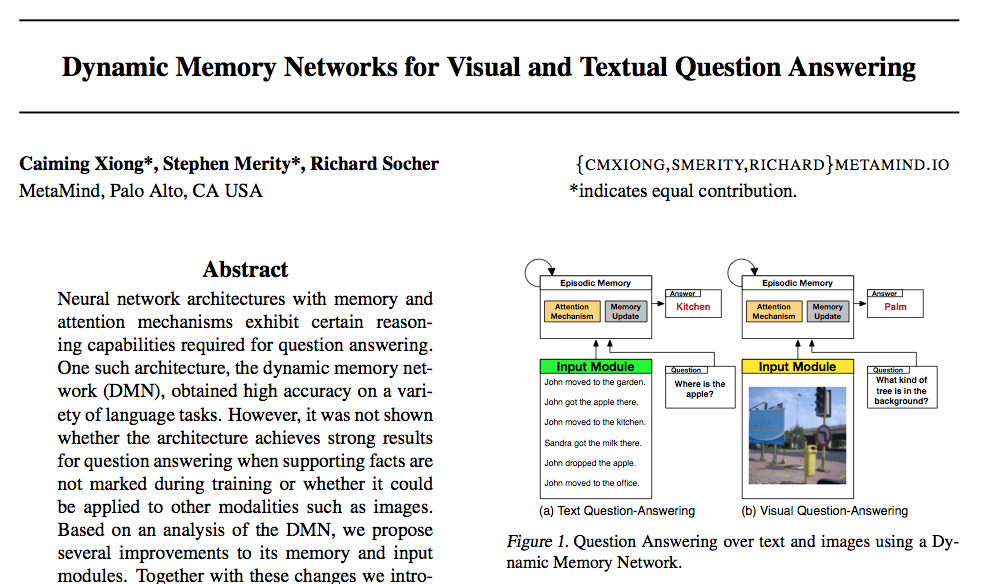 Dynamic Memory Networks for Visual and Textual Question Answering
Caiming Xiong*, Stephen Merity*, Richard Socher
MetaMind, Palo Alto, CA USA
{CMXIONG,SMERITY,RICHARD}METAMIND.IO
*indicates equal contribution.
Abstract
Neural network architectures with memory and
attention mechanisms exhibit certain reason-
ing capabilities required for question answering.
One such architecture, the dynamic memory net-
work (DMN), obtained high accuracy on a vari-
ety of language tasks. However, it was not shown
whether the architecture achieves strong results
for question answering when supporting facts are
not marked during training or whether it could
be applied to other modalities such as images.
Based on an analysis of the DMN, we propose
several improvements to its memory and input
modules. Together with these changes we intro-
Episodic Memory
Attention
Mechanism
Memory
Update
Answer
Kitchen
Input Module
John moved to the garden.
John got the apple there.
John moved to the kitchen.
Sandra got the milk there.
John dropped the apple.
John moved to the office.
Question
Where is the
apple?
(a) Text Question-Answering
Episodic Memory
Attention
Mechanism
Memory
Update
Answer
Palm
Input Module
Question
What kind of
tree is in the
background?
(b) Visual Question-Answering
Figure 1. Question Answering over text and images using a Dy-
namic Memory Network.